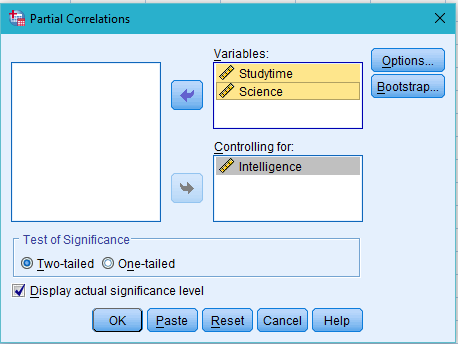 Partial Correlations
Variables:
Studytime
Science
Options...
Bootstrap...
Controlling for:
Intelligence
Test of Significance
Two-tailed One-tailed
Display actual significance level
OK Paste Reset Cancel Help